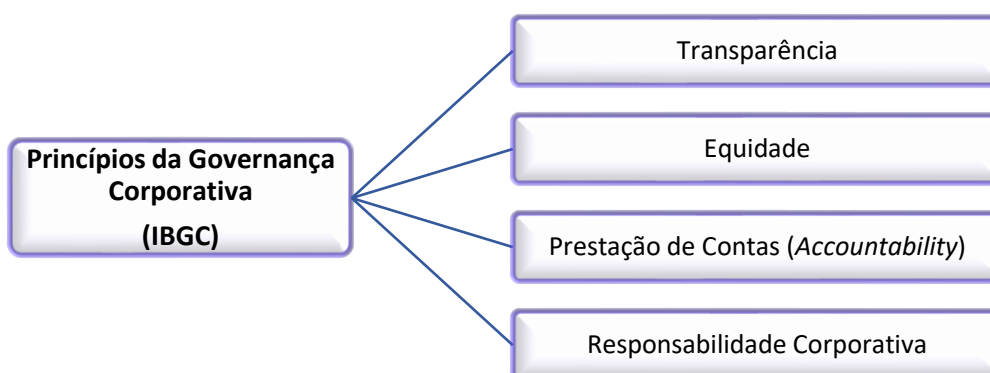 Princípios da Governança
Corporativa
(IBGC)
Transparência
Equidade
Prestação de Contas (Accountability)
Responsabilidade Corporativa